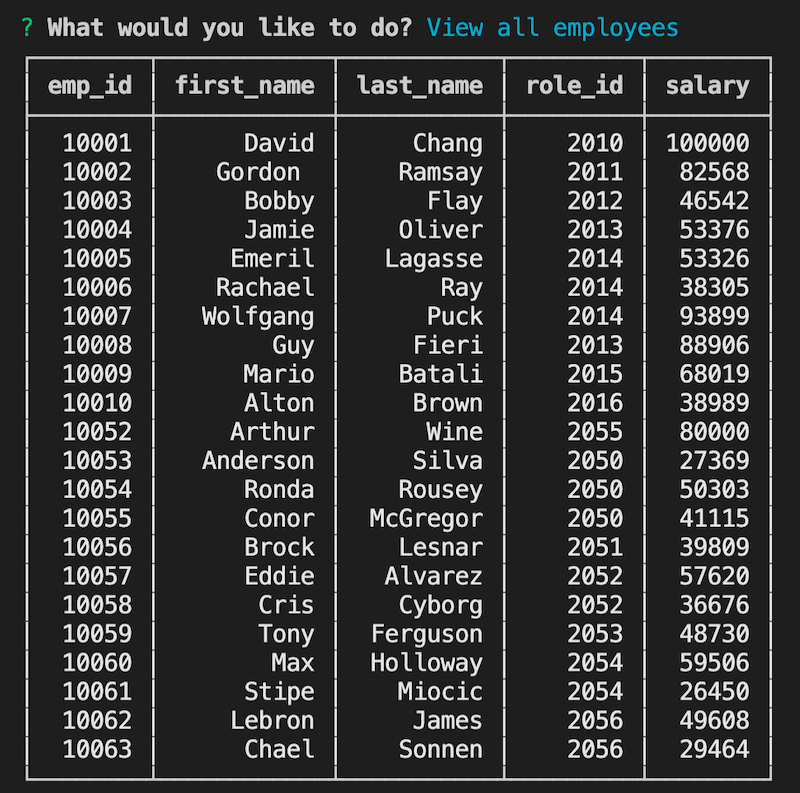 ? What would you like to do? View all employees
emp_id first_name last_name role_id salary
10001 David Chang 2010 100000
10002 Gordon Ramsay 2011 82568
10003 Bobby Flay 2012 46542
10004 Jamie Oliver 2013 53376
10005 Emeril Lagasse 2014 53326
10006 Rachael Ray 2014 38305
10007 Wolfgang Puck 2014 93899
10008 Guy Fieri 2013 88906
10009 Mario Batali 2015 68019
10010 Alton Brown 2016 38989
10052 Arthur Wine 2055 80000
10053 Anderson Silva 2050 27369
10054 Ronda Rousey 2050 50303
10055 Conor McGregor 2050 41115
10056 Brock Lesnar 2051 39809
10057 Eddie Alvarez 2052 57620
10058 Cris Cyborg 2052 36676
10059 Tony Ferguson 2053 48730
10060 Max Holloway 2054 59506
10061 Stipe Miocic 2054 26450
10062 Lebron James 2056 49608
10063 Chael Sonnen 2056 29464